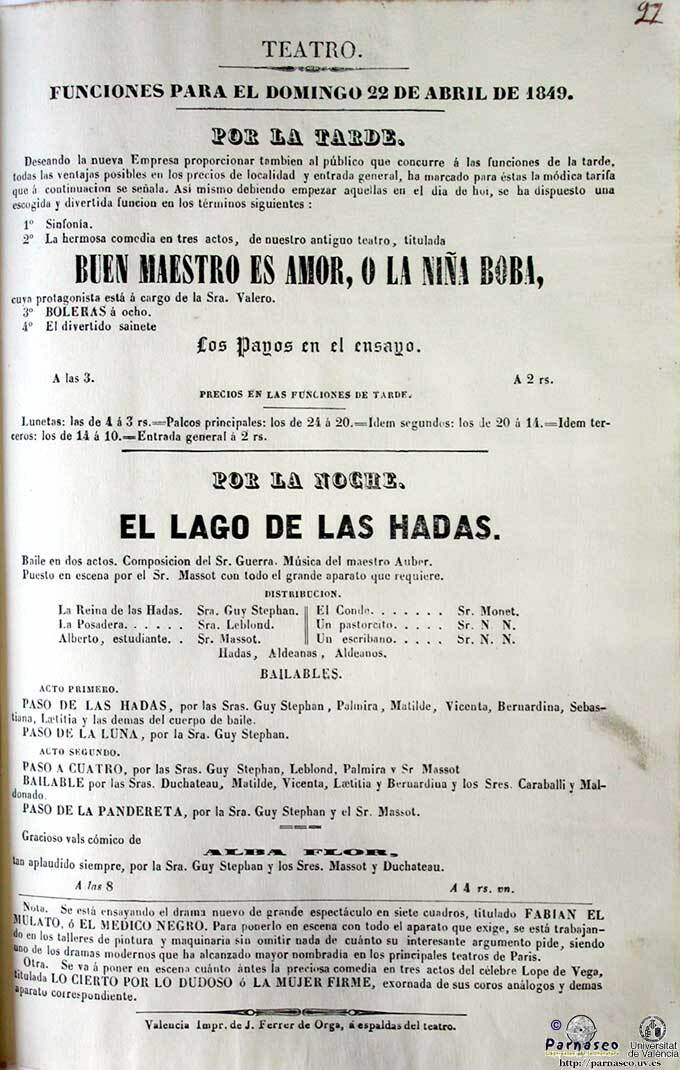 97
TEATRO.
FUNCIONES PARA EL DOMINGO 22 DE ABRIL DE 1849.
POR LA TARDE.
Deseando la nueva Empresa proporcionar tambien al público que concurre á las funciones de la tarde,
todas las ventajas posibles en los precios de localidad y entrada general, ha marcado para éstas la módica tarifa
que á continuacion se señala. Asi mismo debiendo empezar aquellas en el dia de hoi, se ha dispuesto una
escogida y divertida funcion en los términos siguientes :
1º Sinfonía.
2º La hermosa comedia en tres actos, de nuestro antiguo teatro, titulada
BUEN MAESTRO ES AMOR, O LA NIÑA BOBA,
cuya protagonista está á cargo de la Sra. Valero.
3º BOLERAS á ocho.
4º El divertido sainete
Los Payos en el ensayo.
A las 3. A 2 rs.
PRECIOS EN LAS FUNCIONES DE TARDE.
Lunetas: las de 4 á 3 rs.=Palcos principales: los de 24 á 20.=Idem segundos: los de 20 á 14.=Idem ter-
ceros: los de 14 á 10.=Entrada general á 2 rs.
POR LA NOCHE.
EL LAGO DE LAS HADAS.
Baile en dos actos. Composicion del Sr. Guerra. Música del maestro Auber.
Puesto en escena por el Sr. Massot con todo el grande aparato que requiere.
DISTRIBUCION.
La Reina de las Hadas. Sra. Guy Stephan. El Conde. . . . . . . Sr. Monet.
La Posadera. . . . . . Sra. Leblond. Un pastorcito. . . . . Sr. N. N.
Alberto, estudiante. . Sr. Massot. Un escribano. . . . . Sr. N. N.
Hadas, Aldeanas, Aldeanos.
BAILABLES.
ACTO PRIMERO.
PASO DE LAS HADAS, por las Sras. Guy Stephan, Palmira, Matilde, Vicenta, Bernardina, Sebas-
tiana, Lætitia y las demas del cuerpo de baile.
PASO DE LA LUNA, por la Sra. Guy Stephan.
ACTO SEGUNDO.
PASO A CUATRO, por las Sras. Guy Stephan, Leblond, Palmira y Sr Massot
BAILABLE por las Sras. Duchateau, Matilde, Vicenta, Lætitia y Bernardina y los Sres. Caraballi y Mal-
donado.
PASO DE LA PANDERETA, por la Sra. Guy Stephan y el Sr. Massot.
Gracioso vals cómico de
ALBA FLOR,
tan aplaudido siempre, por la Sra. Guy Stephan y los Sres. Massot y Duchateau.
A las 8 A 4 rs. vn.
Nota. Se está ensayando el drama nuevo de grande espectáculo en siete cuadros, titulado FABIAN EL
MULATO, ó EL MEDICO NEGRO. Para ponerlo en escena con todo el aparato que exige, se está trabajan-
do en los talleres de pintura y maquinaria sin omitir nada de cuánto su interesante argumento pide, siendo
uno de los dramas modernos que ha alcanzado mayor nombradía en los principales teatros de Paris.
Otra. Se va á poner en escena cuánto ántes la preciosa comedia en tres actos del célebre Lope de Vega,
titulada LO CIERTO POR LO DUDOSO ó LA MUJER FIRME, exornada de sus coros análogos y demas
aparato correspondiente.
Valencia Impr. de J. Ferrer de Orga, á espaldas del teatro.
©
Parnaseo
Universitat de València
http://parnaseo.uv.es